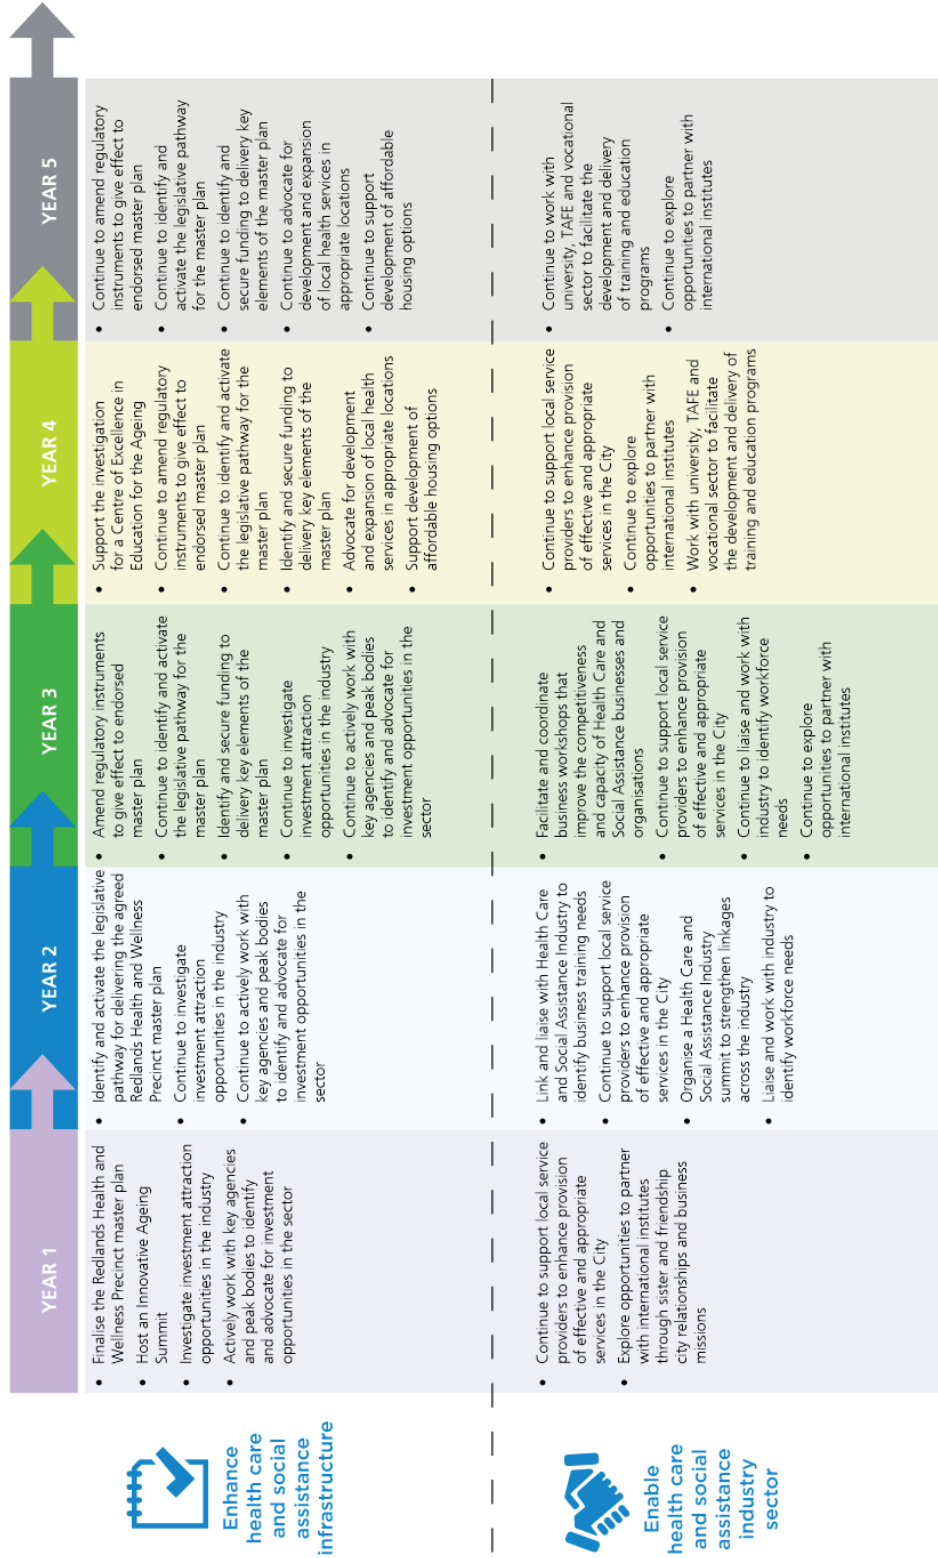 YEAR 1
YEAR 2
YEAR 3
YEAR 4
YEAR 5
Enhance
health care
and social
assistance
infrastructure
• Finalise the Redlands Health and
Wellness Precinct master plan
• Host an Innovative Ageing
Summit
• Investigate investment attraction
opportunities in the industry
• Actively work with key agencies
and peak bodies to identify
and advocate for investment
opportunities in the sector
• Identify and activate the legislative
pathway for delivering the agreed
Redlands Health and Wellness
Precinct master plan
• Continue to investigate
investment attraction
opportunities in the industry
• Continue to actively work with
key agencies and peak bodies
to identify and advocate for
investment opportunities in the
sector
• Amend regulatory instruments
to give effect to endorsed
master plan
• Continue to identify and activate
the legislative pathway for the
master plan
• Identify and secure funding to
delivery key elements of the
master plan
• Continue to investigate
investment attraction
opportunities in the industry
• Continue to actively work with
key agencies and peak bodies
to identify and advocate for
investment opportunities in the
sector
• Support the investigation
for a Centre of Excellence in
Education for the Ageing
• Continue to amend regulatory
instruments to give effect to
endorsed master plan
• Continue to identify and activate
the legislative pathway for the
master plan
• Identify and secure funding to
delivery key elements of the
master plan
• Advocate for development
and expansion of local health
services in appropriate locations
• Support development of
affordable housing options
• Continue to amend regulatory
instruments to give effect to
endorsed master plan
• Continue to identify and
activate the legislative pathway
for the master plan
• Continue to identify and
secure funding to delivery key
elements of the master plan
• Continue to advocate for
development and expansion
of local health services in
appropriate locations
• Continue to support
development of affordable
housing options
Enable
health care
and social
assistance
industry
sector
• Continue to support local service
providers to enhance provision
of effective and appropriate
services in the City
• Explore opportunities to partner
with international institutes
through sister and friendship
city relationships and business
missions
• Link and liaise with Health Care
and Social Assistance Industry to
identify business training needs
• Continue to support local service
providers to enhance provision
of effective and appropriate
services in the City
• Organise a Health Care and
Social Assistance Industry
summit to strengthen linkages
across the industry
• Liaise and work with industry to
identify workforce needs
• Facilitate and coordinate
business workshops that
improve the competitiveness
and capacity of Health Care and
Social Assistance businesses and
organisations
• Continue to support local service
providers to enhance provision
of effective and appropriate
services in the City
• Continue to liaise and work with
industry to identify workforce
needs
• Continue to explore
opportunities to partner with
international institutes
• Continue to support local service
providers to enhance provision
of effective and appropriate
services in the City
• Continue to explore
opportunities to partner with
international institutes
• Work with university, TAFE and
vocational sector to facilitate
the development and delivery of
training and education programs
• Continue to work with
university, TAFE and vocational
sector to facilitate the
development and delivery
of training and education
programs
• Continue to explore
opportunities to partner with
international institutes